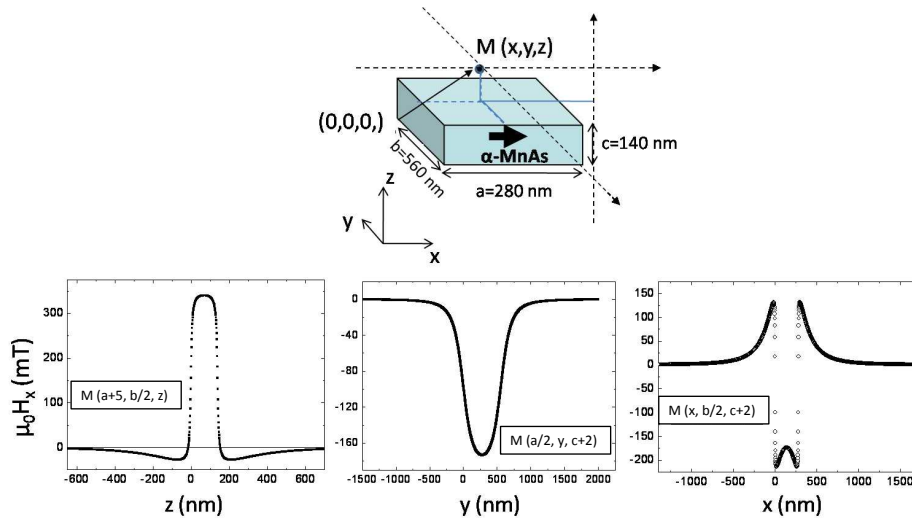 M (x,y,z)
(0,0,0,)
α-MnAs
c=140 nm
b=560 nm
a=280 nm
z
y
x
300
200
100
0
-600 -400 -200 0 200 400 600
μ0Hx (mT)
M (a+5, b/2, z)
z (nm)
0
-40
-80
-120
-160
-1500 -1000 -500 0 500 1000 1500 2000
M (a/2, y, c+2)
y (nm)
150
100
50
0
-50
-100
-150
-200
-1000 -500 0 500 1000 1500
M (x, b/2, c+2)
x (nm)